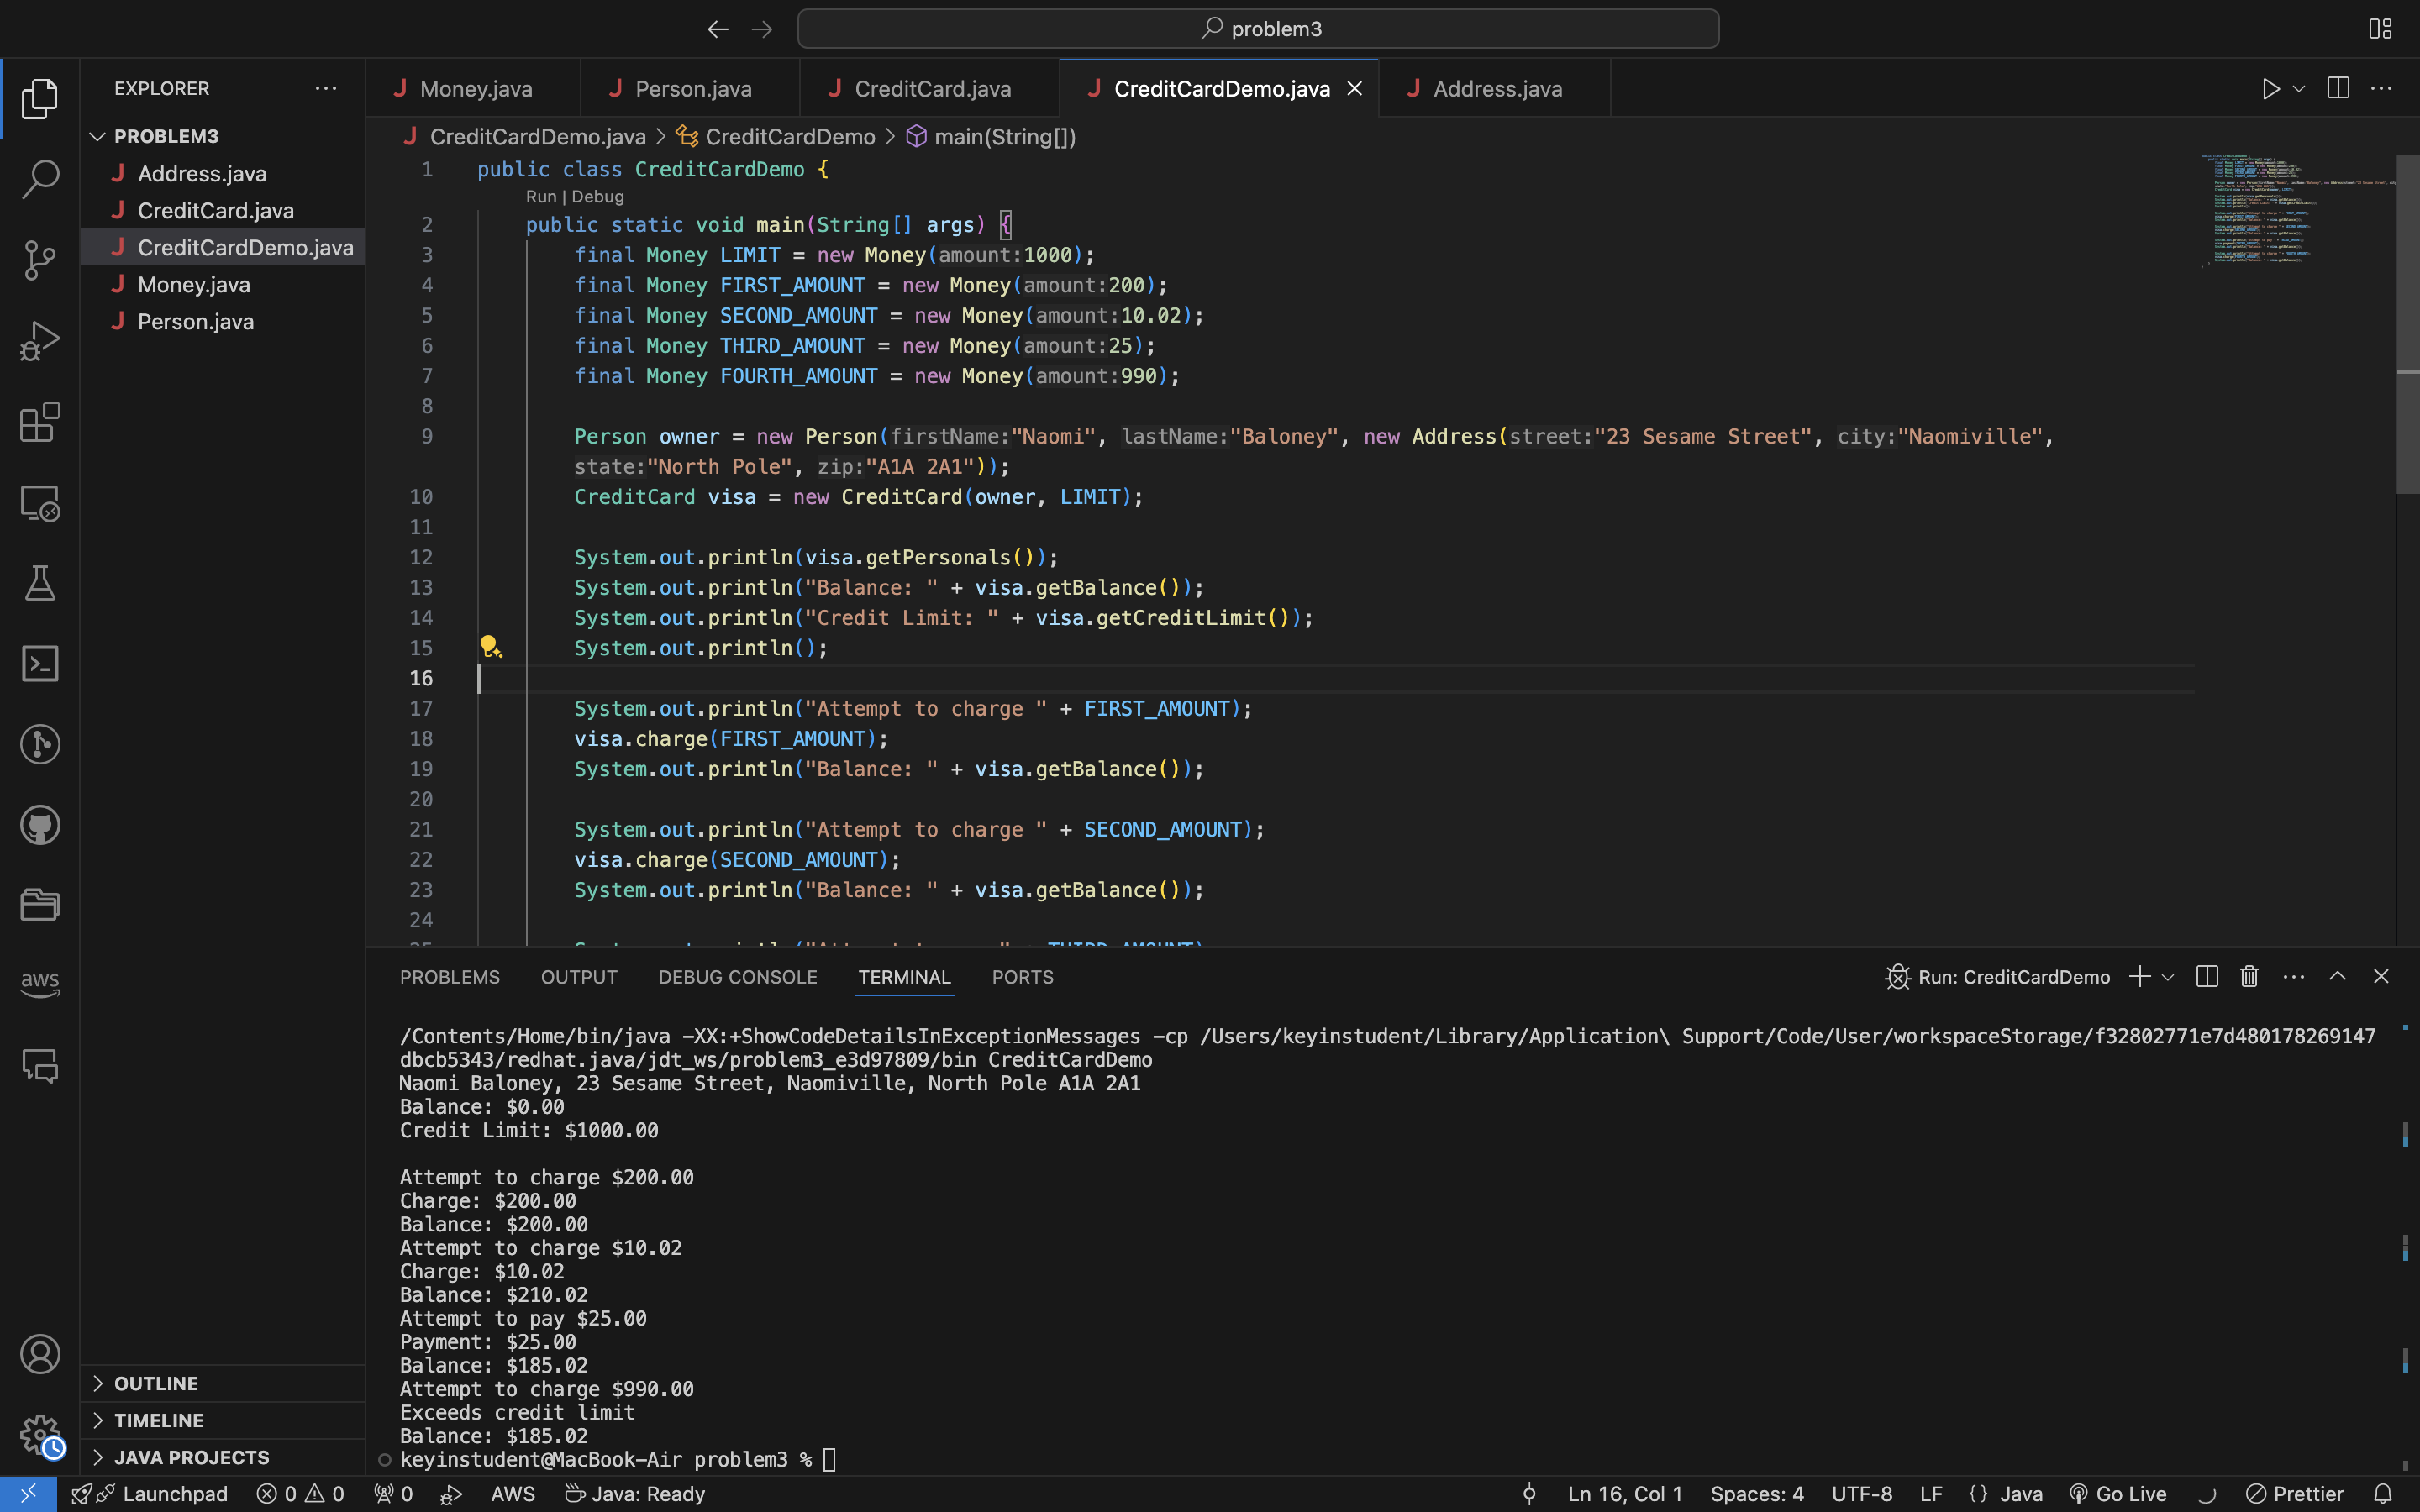 problem3
EXPLORER
PROBLEM3
Address.java
CreditCard.java
CreditCardDemo.java
Money.java
Person.java
OUTLINE
TIMELINE
JAVA PROJECTS
aws
Money.java
Person.java
CreditCard.java
CreditCardDemo.java
Address.java
CreditCardDemo.java > CreditCardDemo > main(String[])
1 public class CreditCardDemo {
Run | Debug
2 public static void main(String[] args) {
3 final Money LIMIT = new Money(amount:1000);
4 final Money FIRST_AMOUNT = new Money(amount:200);
5 final Money SECOND_AMOUNT = new Money(amount:10.02);
6 final Money THIRD_AMOUNT = new Money(amount:25);
7 final Money FOURTH_AMOUNT = new Money(amount:990);
8
9 Person owner = new Person(firstName:"Naomi", lastName:"Baloney", new Address(street:"23 Sesame Street", city:"Naomiville",
state:"North Pole", zip:"A1A 2A1"));
10 CreditCard visa = new CreditCard(owner, LIMIT);
11
12 System.out.println(visa.getPersonals());
13 System.out.println("Balance: " + visa.getBalance());
14 System.out.println("Credit Limit: " + visa.getCreditLimit());
15 System.out.println();
16
17 System.out.println("Attempt to charge " + FIRST_AMOUNT);
18 visa.charge(FIRST_AMOUNT);
19 System.out.println("Balance: " + visa.getBalance());
20
21 System.out.println("Attempt to charge " + SECOND_AMOUNT);
22 visa.charge(SECOND_AMOUNT);
23 System.out.println("Balance: " + visa.getBalance());
24
PROBLEMS OUTPUT DEBUG CONSOLE TERMINAL PORTS
Run: CreditCardDemo
/Contents/Home/bin/java -XX:+ShowCodeDetailsInExceptionMessages -cp /Users/keyinstudent/Library/Application\ Support/Code/User/workspaceStorage/f32802771e7d480178269147
dbcb5343/redhat.java/jdt_ws/problem3_e3d97809/bin CreditCardDemo
Naomi Baloney, 23 Sesame Street, Naomiville, North Pole A1A 2A1
Balance: $0.00
Credit Limit: $1000.00
Attempt to charge $200.00
Charge: $200.00
Balance: $200.00
Attempt to charge $10.02
Charge: $10.02
Balance: $210.02
Attempt to pay $25.00
Payment: $25.00
Balance: $185.02
Attempt to charge $990.00
Exceeds credit limit
Balance: $185.02
keyinstudent@MacBook-Air problem3 %
Launchpad 0 0 0 AWS Java: Ready Ln 16, Col 1 Spaces: 4 UTF-8 LF {} Java Go Live Prettier